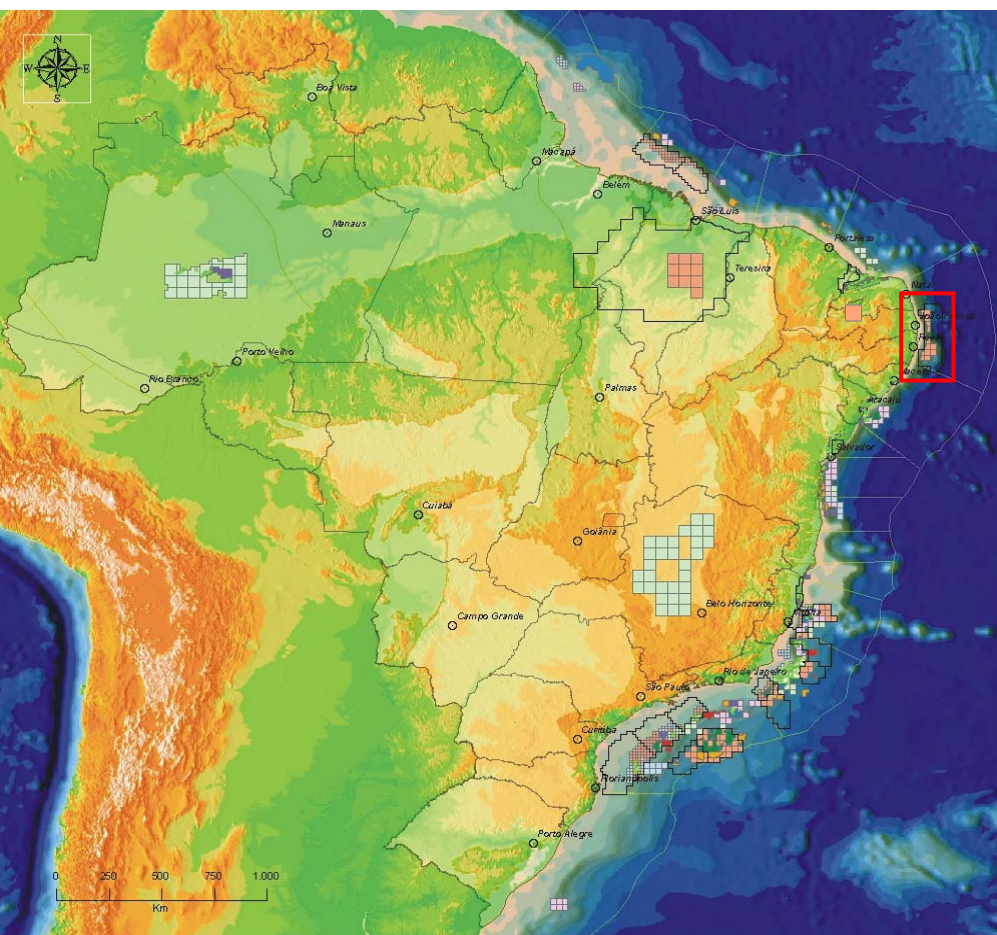 N
W
E
S
Boa Vista
Macapá
Belém
São Luís
Manaus
Fortaleza
Teresina
Natal
Porto Velho
Rio Branco
Palmas
Aracaju
Salvador
Cuiabá
Goiânia
Belo Horizonte
Campo Grande
Rio de Janeiro
São Paulo
Curitiba
Florianópolis
Porto Alegre
0 250 500 750 1.000
Km